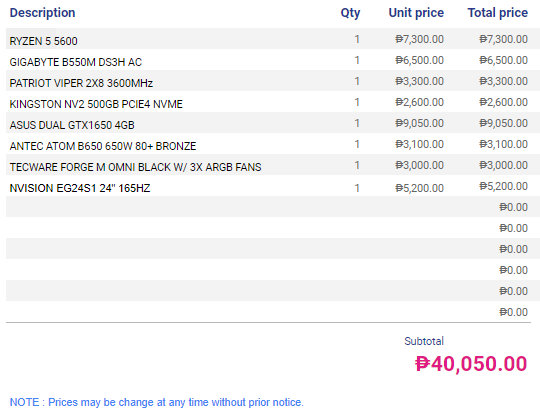 Description Qty Unit price Total price
RYZEN 5 5600 1 ₱7,300.00 ₱7,300.00
GIGABYTE B550M DS3H AC 1 ₱6,500.00 ₱6,500.00
PATRIOT VIPER 2X8 3600MHz 1 ₱3,300.00 ₱3,300.00
KINGSTON NV2 500GB PCIE4 NVME 1 ₱2,600.00 ₱2,600.00
ASUS DUAL GTX1650 4GB 1 ₱9,050.00 ₱9,050.00
ANTEC ATOM B650 650W 80+ BRONZE 1 ₱3,100.00 ₱3,100.00
TECWARE FORGE M OMNI BLACK W/ 3X ARGB FANS 1 ₱3,000.00 ₱3,000.00
NVISION EG24S1 24" 165HZ 1 ₱5,200.00 ₱5,200.00
₱0.00
₱0.00
₱0.00
₱0.00
₱0.00
₱0.00
Subtotal
₱40,050.00
NOTE : Prices may be change at any time without prior notice.